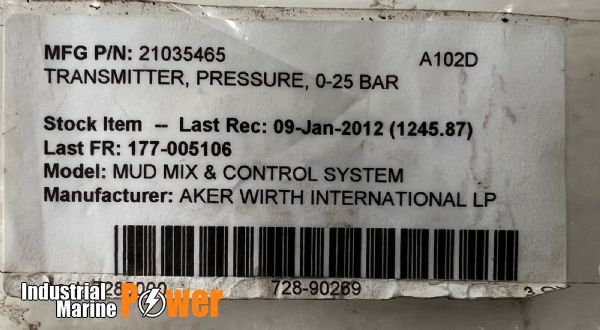 MFG P/N: 21035465 A102D
TRANSMITTER, PRESSURE, 0-25 BAR
Stock Item -- Last Rec: 09-Jan-2012 (1245.87)
Last FR: 177-005106
Model: MUD MIX & CONTROL SYSTEM
Manufacturer: AKER WIRTH INTERNATIONAL LP
728-90269
Industrial
Marine Power